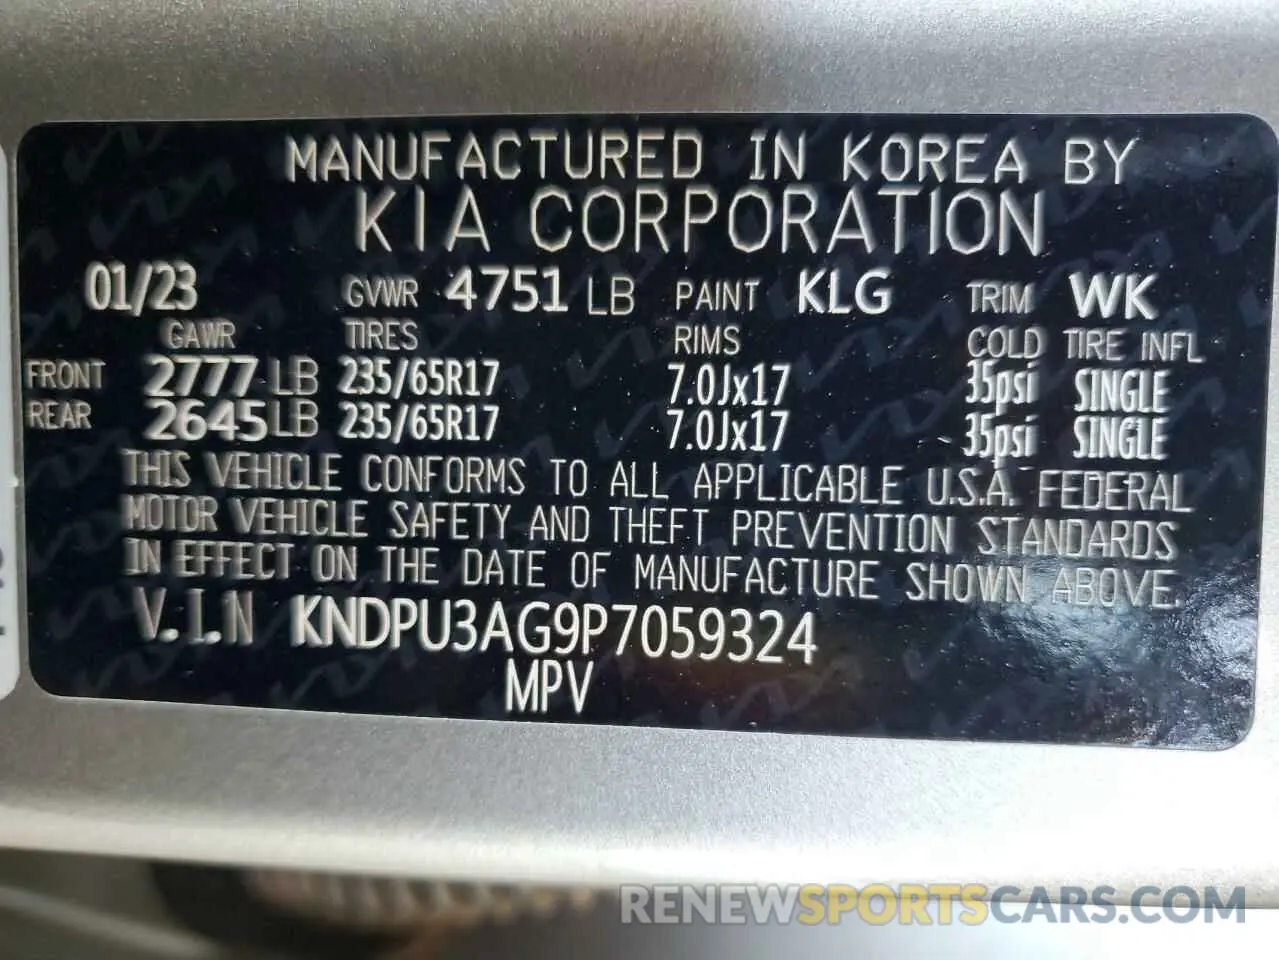 MANUFACTURED IN KOREA BY
KIA CORPORATION
01/23 GVWR 4751 LB PAINT KLG TRIM WK
GAWR TIRES RIMS COLD TIRE INFL
FRONT 2777 LB 235/65R17 7.0Jx17 35psi SINGLE
REAR 2645 LB 235/65R17 7.0Jx17 35psi SINGLE
THIS VEHICLE CONFORMS TO ALL APPLICABLE U.S.A. FEDERAL
MOTOR VEHICLE SAFETY AND THEFT PREVENTION STANDARDS
IN EFFECT ON THE DATE OF MANUFACTURE SHOWN ABOVE.
V.I.N KNDPU3AG9P7059324
MPV
RENEWSPORTSCARS.COM